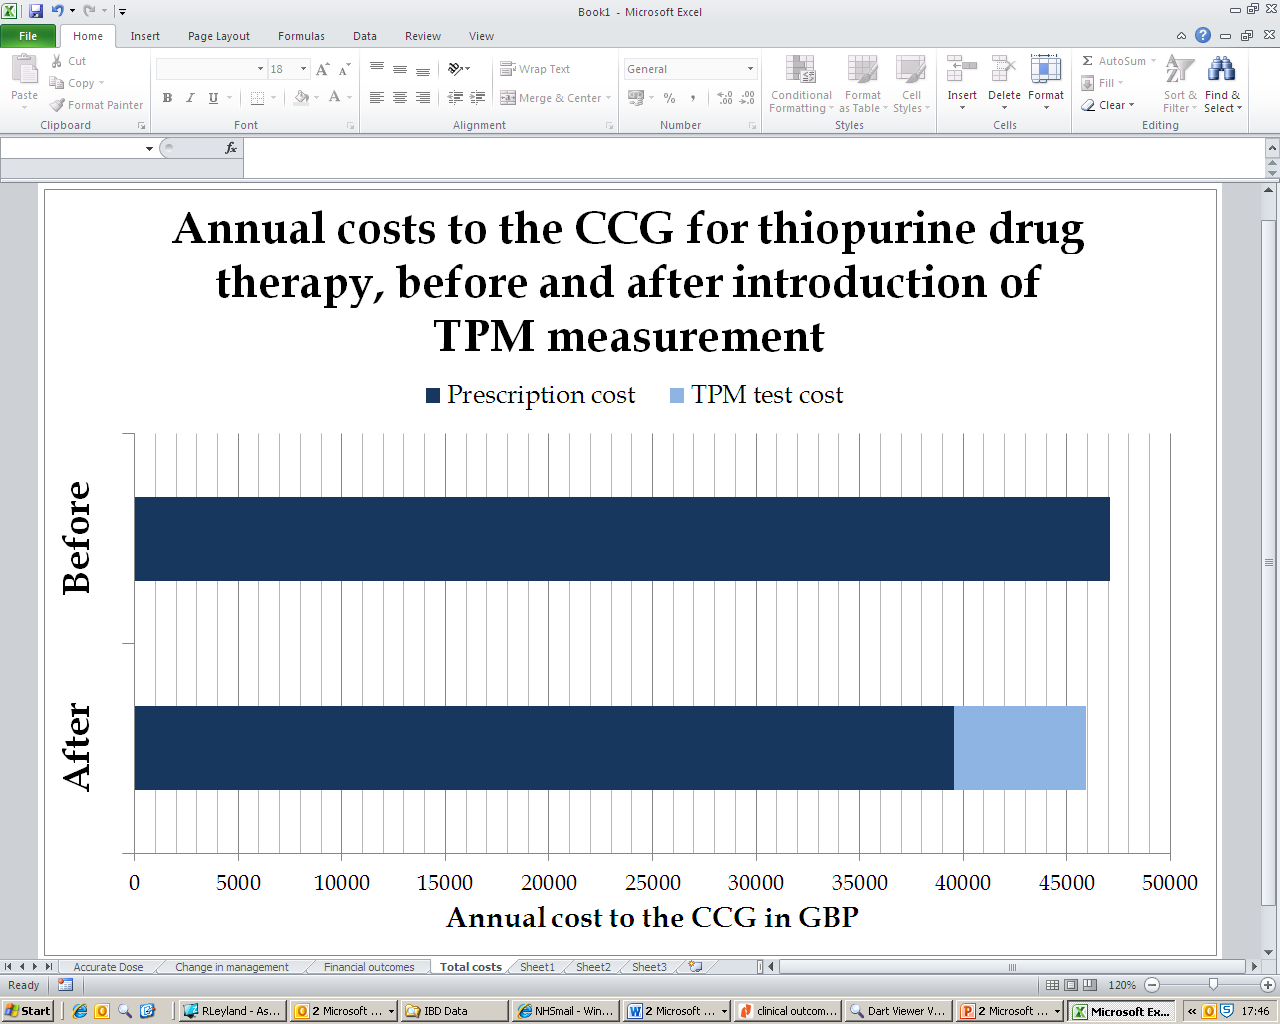 Book1 - Microsoft Excel
File Home Insert Page Layout Formulas Data Review View
Paste
Cut
Copy
Format Painter
Clipboard
18
A A
B I U A
Font
Wrap Text
Merge & Center
Alignment
General
% , .00 .0
Number
Conditional Formatting
Format as Table
Cell Styles
Styles
Insert Delete Format
Cells
AutoSum
Fill
Clear
Sort & Filter
Find & Select
Editing
fx
Annual costs to the CCG for thiopurine drug
therapy, before and after introduction of
TPM measurement
Prescription cost TPM test cost
Before
After
0 5000 10000 15000 20000 25000 30000 35000 40000 45000 50000
Annual cost to the CCG in GBP
Accurate Dose Change in management Financial outcomes Total costs Sheet1 Sheet2 Sheet3
Ready 120%
Start RLeyland - As... 2 Microsoft ... IBD Data NHSmail - Win... 2 Microsoft ... clinical outcom... Dart Viewer V... 2 Microsoft ... Microsoft Ex... « 17:46